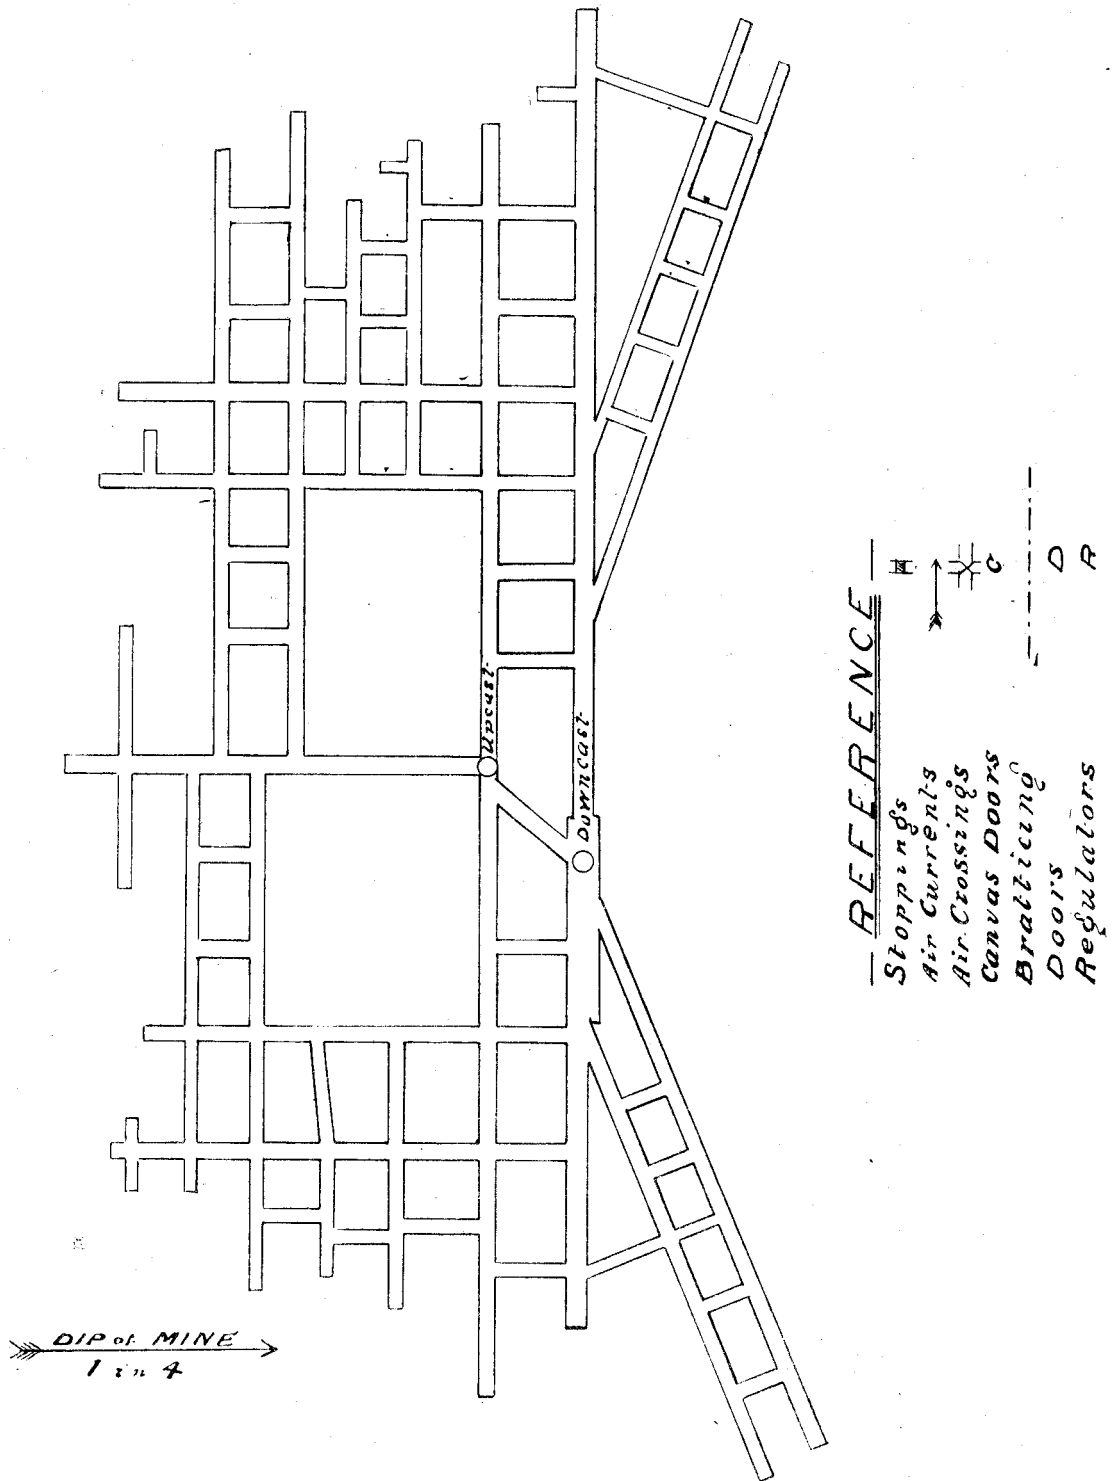 Upcast
Downcast
DIP of MINE
1 in 4
— REFERENCE —
Stoppings
Air Currents
Air Crossings
Canvas Doors C
Bratticing
Doors D
Regulators R